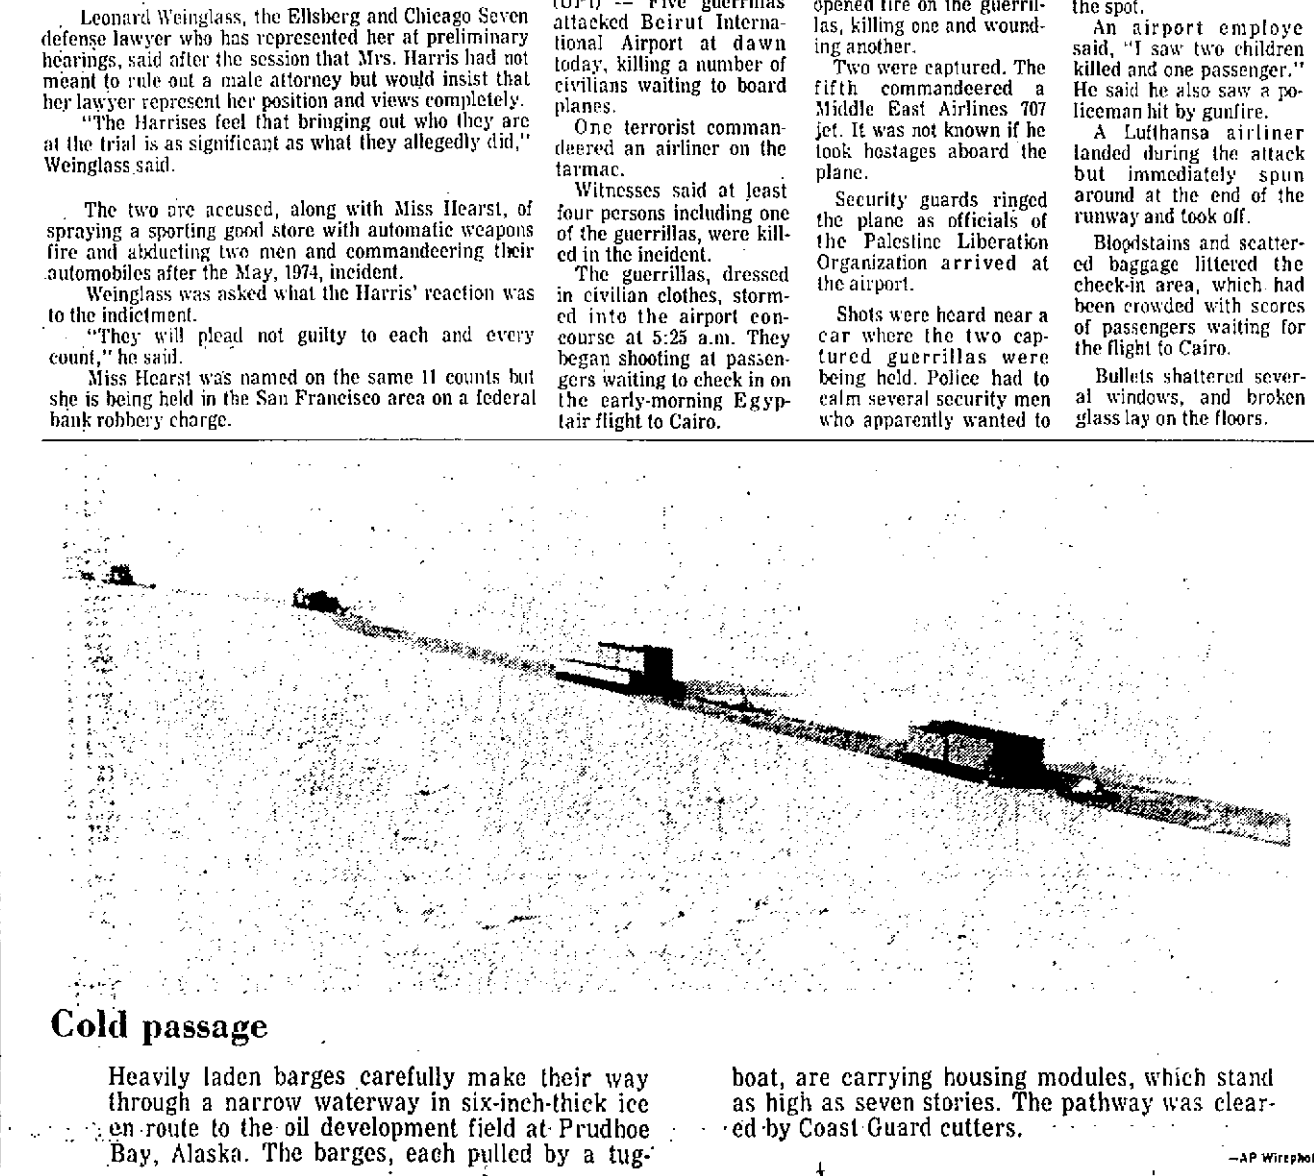 Leonard Weinglass, the Ellsberg and Chicago Seven
defense lawyer who has represented her at preliminary
hearings, said after the session that Mrs. Harris had not
meant to rule out a male attorney but would insist that
her lawyer represent her position and views completely.
"The Harrises feel that bringing out who they are
at the trial is as significant as what they allegedly did,"
Weinglass said.
The two are accused, along with Miss Hearst, of
spraying a sporting good store with automatic weapons
fire and abducting two men and commandeering their
automobiles after the May, 1974, incident.
Weinglass was asked what the Harris' reaction was
to the indictment.
"They will plead not guilty to each and every
count," he said.
Miss Hearst was named on the same 11 counts but
she is being held in the San Francisco area on a federal
bank robbery charge.
(UPI) — Five guerrillas
attacked Beirut Interna-
tional Airport at dawn
today, killing a number of
civilians waiting to board
planes.
One terrorist comman-
deered an airliner on the
tarmac.
Witnesses said at least
four persons including one
of the guerrillas, were kill-
ed in the incident.
The guerrillas, dressed
in civilian clothes, storm-
ed into the airport con-
course at 5:25 a.m. They
began shooting at passen-
gers waiting to check in on
the early-morning Egyp-
tair flight to Cairo.
opened fire on the guerril-
las, killing one and wound-
ing another.
Two were captured. The
fifth commandeered a
Middle East Airlines 707
jet. It was not known if he
took hostages aboard the
plane.
Security guards ringed
the plane as officials of
the Palestine Liberation
Organization arrived at
the airport.
Shots were heard near a
car where the two cap-
tured guerrillas were
being held. Police had to
calm several security men
who apparently wanted to
the spot.
An airport employe
said, "I saw two children
killed and one passenger."
He said he also saw a po-
liceman hit by gunfire.
A Lufthansa airliner
landed during the attack
but immediately spun
around at the end of the
runway and took off.
Bloodstains and scatter-
ed baggage littered the
check-in area, which had
been crowded with scores
of passengers waiting for
the flight to Cairo.
Bullets shattered sever-
al windows, and broken
glass lay on the floors.
Cold passage
Heavily laden barges carefully make their way
through a narrow waterway in six-inch-thick ice
en route to the oil development field at Prudhoe
Bay, Alaska. The barges, each pulled by a tug-
boat, are carrying housing modules, which stand
as high as seven stories. The pathway was clear-
ed by Coast Guard cutters.
—AP Wirephot